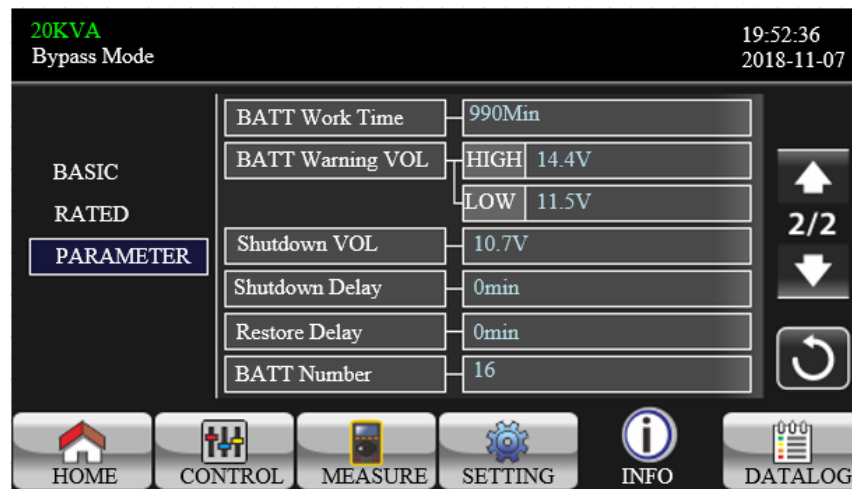 20KVA
19:52:36
Bypass Mode
2018-11-07
BATT Work Time
990Min
BATT Warning VOL
HIGH
14.4V
BASIC
LOW
11.5V
RATED
2/2
PARAMETER
Shutdown VOL
10.7V
Shutdown Delay
0min
Restore Delay
0min
BATT Number
16
HOME
CONTROL
MEASURE
SETTING
INFO
DATALOG